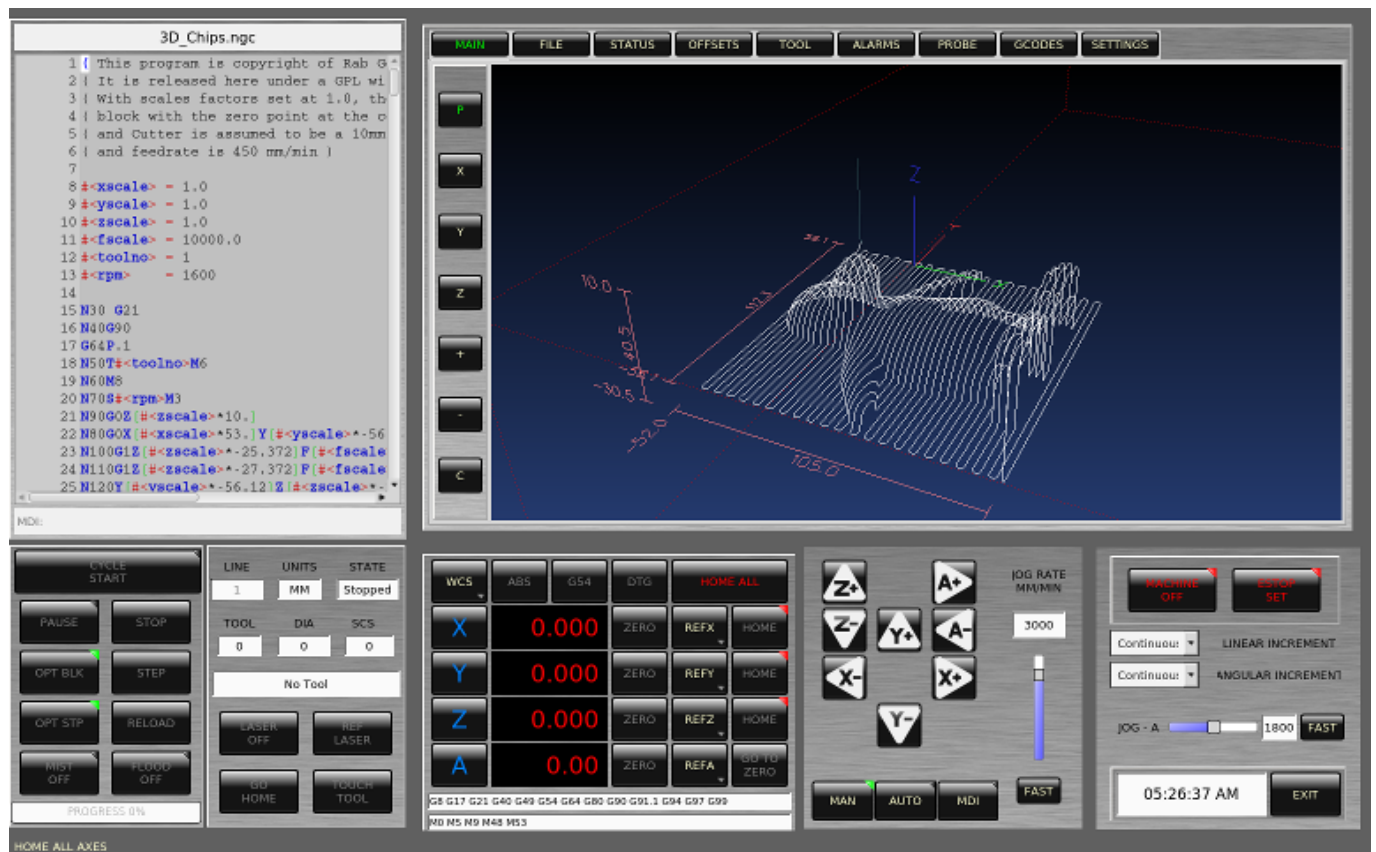 3D_Chips.ngc
1 ( This program is copyright of Rab G
2 ( It is released here under a GPL wi
3 ( With scales factors set at 1.0, th
4 ( block with the zero point at the c
5 ( and Cutter is assumed to be a 10mm
6 ( and feedrate is 450 mm/min )
7
8 #<xscale> = 1.0
9 #<yscale> = 1.0
10 #<zscale> = 1.0
11 #<fscale> = 10000.0
12 #<toolno> = 1
13 #<rpm> = 1600
14
15 N30 G21
16 N40G90
17 G64P.1
18 N50T#<toolno>M6
19 N60M8
20 N70S#<rpm>M3
21 N90G0Z[#<zscale>*10.]
22 N80G0X[#<xscale>*53.]Y[#<yscale>*-56
23 N100G1Z[#<zscale>*-25.372]F[#<fscale
24 N110G1Z[#<zscale>*-27.372]F[#<fscale
25 N120Y[#<yscale>*-56.12]Z[#<zscale>*-
MDI:
MAIN FILE STATUS OFFSETS TOOL ALARMS PROBE GCODES SETTINGS
P
X
Y
Z
+
-
C
Z
Y
10.0
40.5
-30.5
112.3
-52.0
105.0
CYCLE
START
PAUSE STOP
OPT BLK STEP
OPT STP RELOAD
MIST
OFF
FLOOD
OFF
PROGRESS 0%
LINE UNITS STATE
1 MM Stopped
TOOL DIA SCS
0 0 0
No Tool
LASER
OFF
REF
LASER
GO
HOME
TOUCH
TOOL
WCS ABS G54 DTG HOME ALL
X 0.000 ZERO REFX HOME
Y 0.000 ZERO REFY HOME
Z 0.000 ZERO REFZ HOME
A 0.00 ZERO REFA GO TO
ZERO
G8 G17 G21 G40 G49 G54 G64 G80 G90 G91.1 G94 G97 G99
M0 M5 M9 M48 M53
Z+ A+
Z- Y+ A-
X- X+
Y-
JOG RATE
MM/MIN
3000
FAST
MAN AUTO MDI
MACHINE
OFF
ESTOP
SET
Continuou: LINEAR INCREMENT
Continuou: ANGULAR INCREMENT
JOG - A 1800 FAST
05:26:37 AM EXIT
HOME ALL AXES